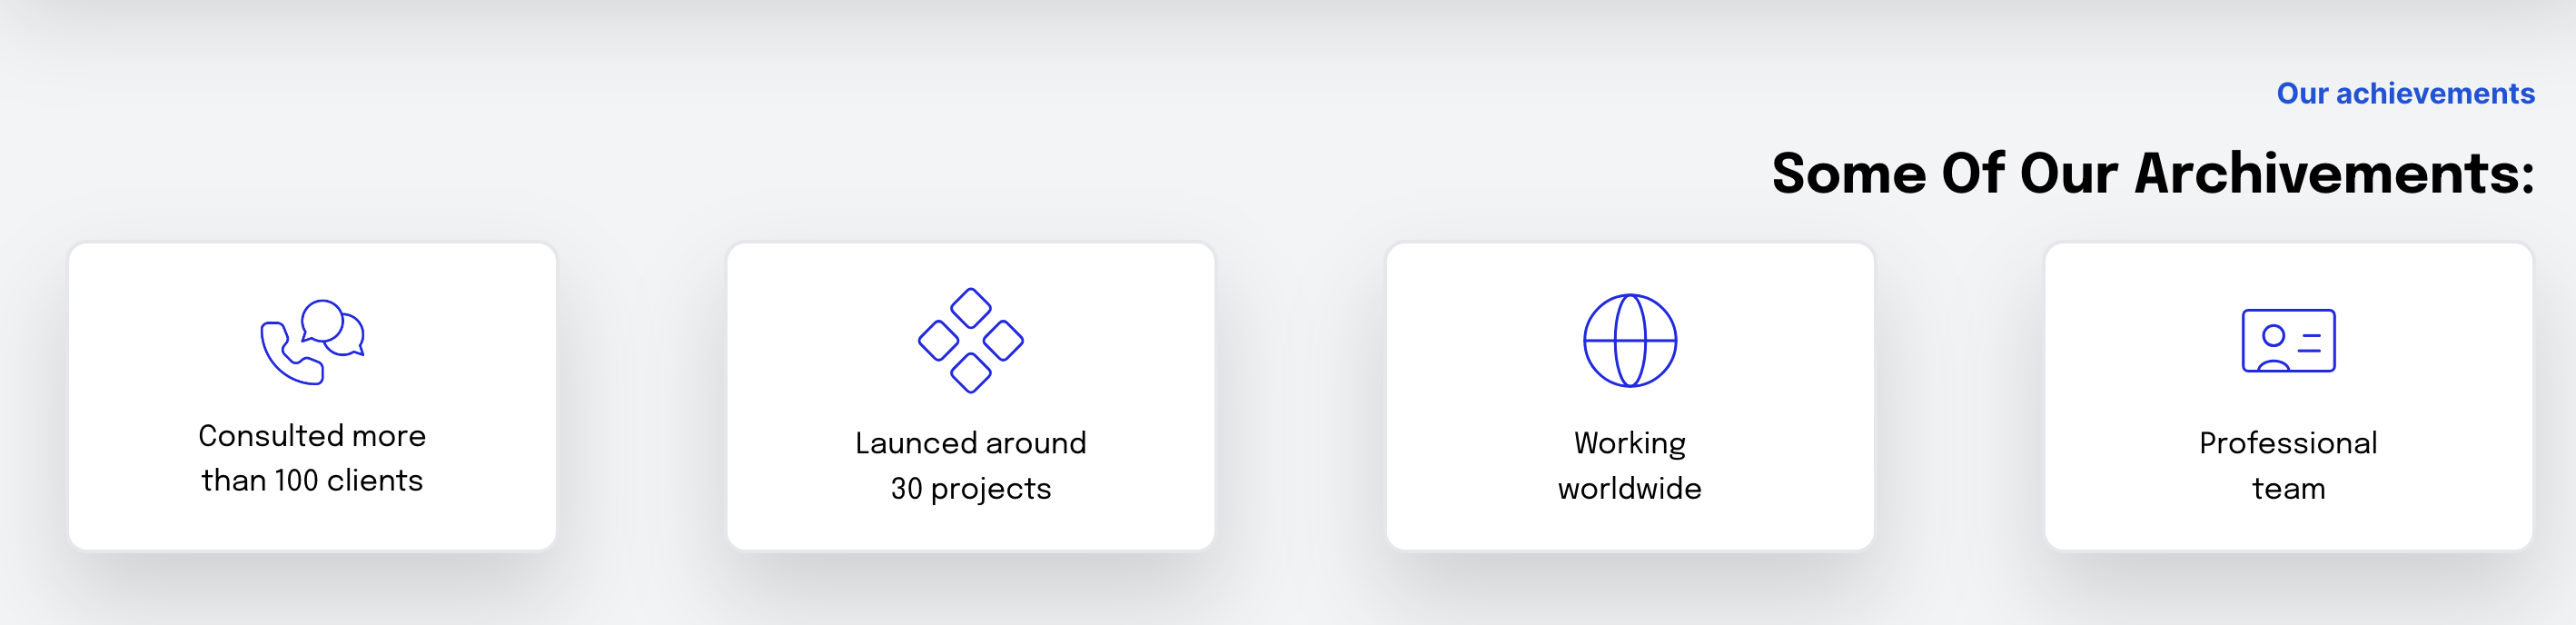 Our achievements
Some Of Our Archivements:
Consulted more
than 100 clients
Launced around
30 projects
Working
worldwide
Professional
team